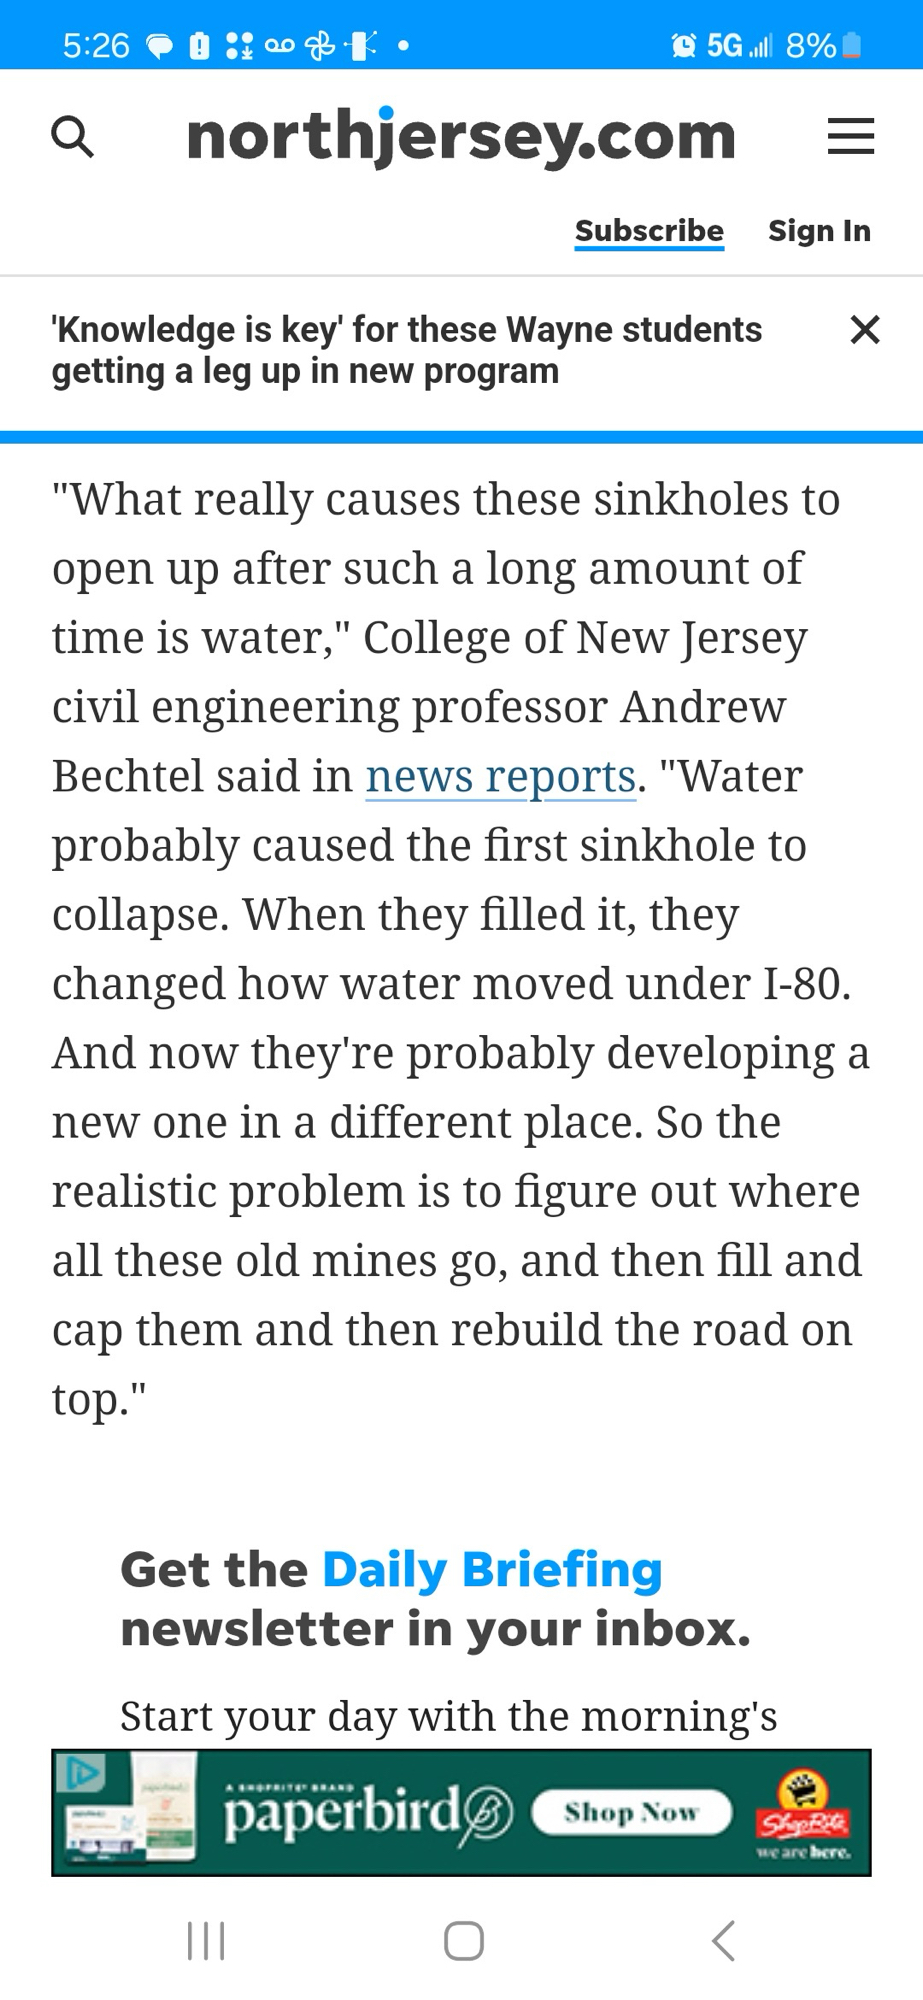 5:26
5G 8%
northjersey.com
Subscribe Sign In
'Knowledge is key' for these Wayne students
getting a leg up in new program
"What really causes these sinkholes to
open up after such a long amount of
time is water," College of New Jersey
civil engineering professor Andrew
Bechtel said in news reports. "Water
probably caused the first sinkhole to
collapse. When they filled it, they
changed how water moved under I-80.
And now they're probably developing a
new one in a different place. So the
realistic problem is to figure out where
all these old mines go, and then fill and
cap them and then rebuild the road on
top."
Get the Daily Briefing
newsletter in your inbox.
Start your day with the morning's
A SHOPRITE® BRAND
paperbird
Shop Now
ShopRite
we are here.